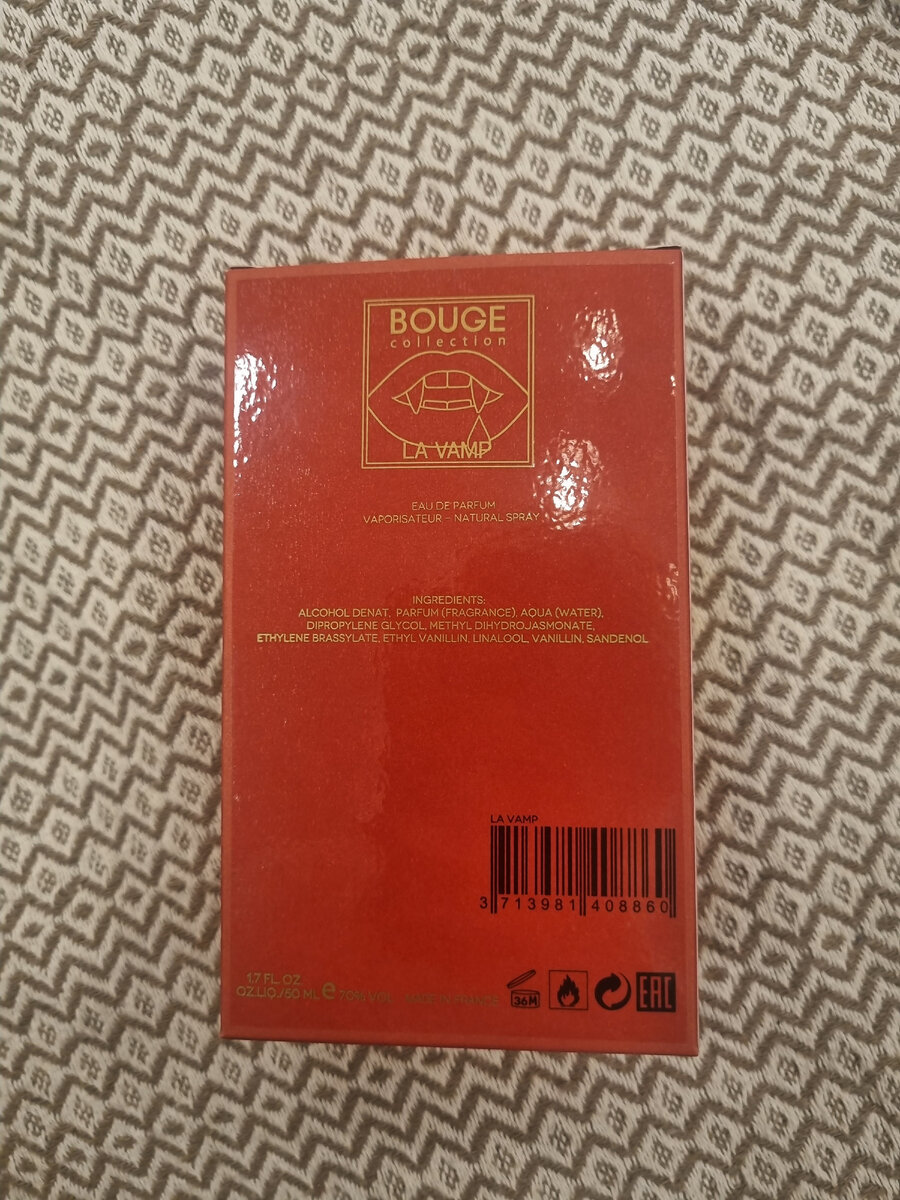 BOUGE
collection
LA VAMP
EAU DE PARFUM
VAPORISATEUR – NATURAL SPRAY
INGREDIENTS:
ALCOHOL DENAT, PARFUM (FRAGRANCE), AQUA (WATER),
DIPROPYLENE GLYCOL, METHYL DIHYDROJASMONATE,
ETHYLENE BRASSYLATE, ETHYL VANILLIN, LINALOOL, VANILLIN, SANDENOL
LA VAMP
3 713981 408860
1.7 FL. OZ.
OZ.LIQ./50 ML e 70% VOL MADE IN FRANCE
36M
EAC